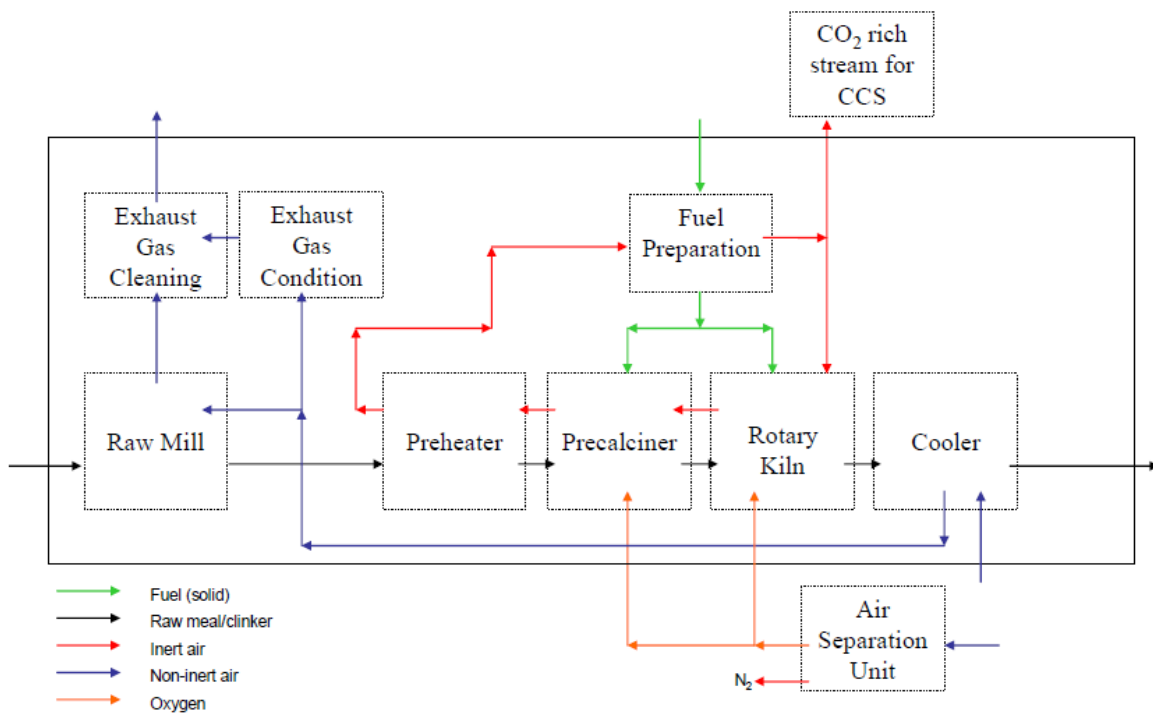 CO₂ rich
stream for
CCS
Exhaust
Gas
Cleaning
Exhaust
Gas
Condition
Fuel
Preparation
Raw Mill
Preheater
Precalciner
Rotary
Kiln
Cooler
Fuel (solid)
Raw meal/clinker
Inert air
Non-inert air
Oxygen
Air
Separation
Unit
N₂